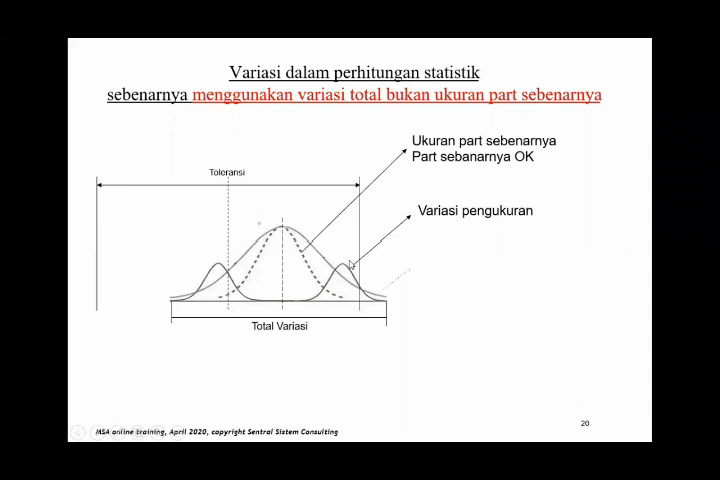 Variasi dalam perhitungan statistik
sebenarnya menggunakan variasi total bukan ukuran part sebenarnya
Ukuran part sebenarnya
Part sebanarnya OK
Toleransi
Variasi pengukuran
Total Variasi
20
MSA online training, April 2020, copyright Sentral Sistem Consulting